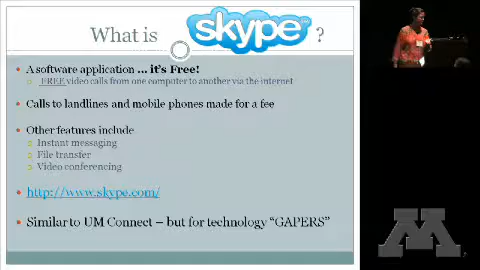 What is skype™ ?
A software application … it's Free!
FREE video calls from one computer to another via the internet
Calls to landlines and mobile phones made for a fee
Other features include
Instant messaging
File transfer
Video conferencing
http://www.skype.com/
Similar to UM Connect – but for technology "GAPERS"
M